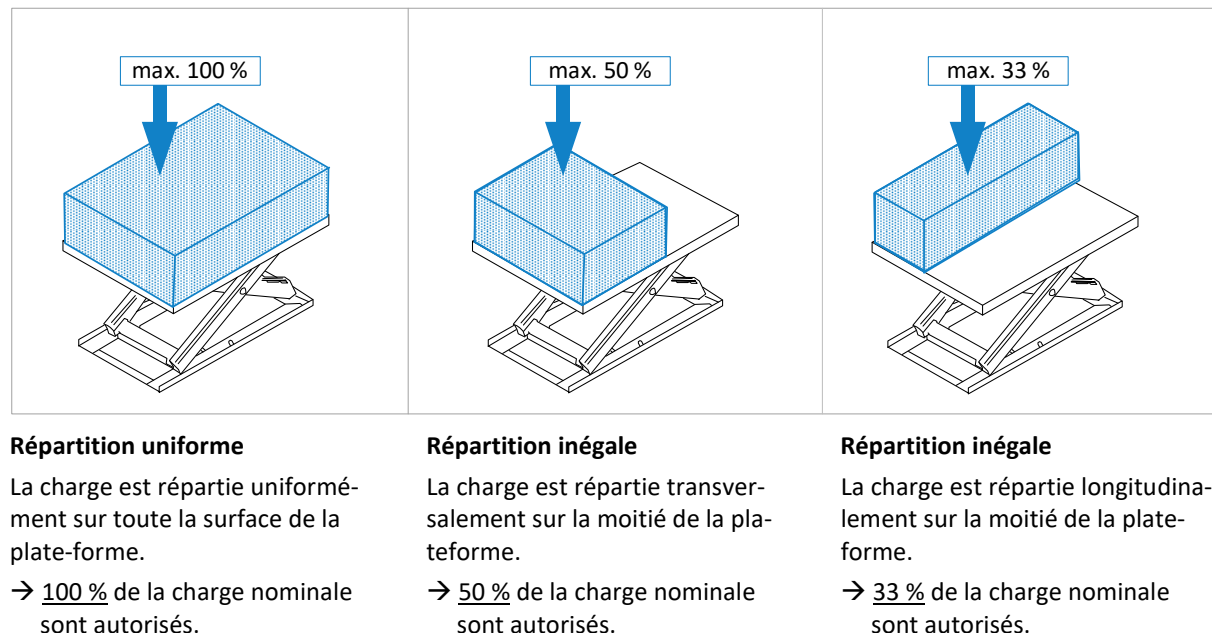 max. 100 %
max. 50 %
max. 33 %
Répartition uniforme
La charge est répartie uniformé-
ment sur toute la surface de la
plate-forme.
→ 100 % de la charge nominale
sont autorisés.
Répartition inégale
La charge est répartie transver-
salement sur la moitié de la pla-
teforme.
→ 50 % de la charge nominale
sont autorisés.
Répartition inégale
La charge est répartie longitudina-
lement sur la moitié de la plate-
forme.
→ 33 % de la charge nominale
sont autorisés.